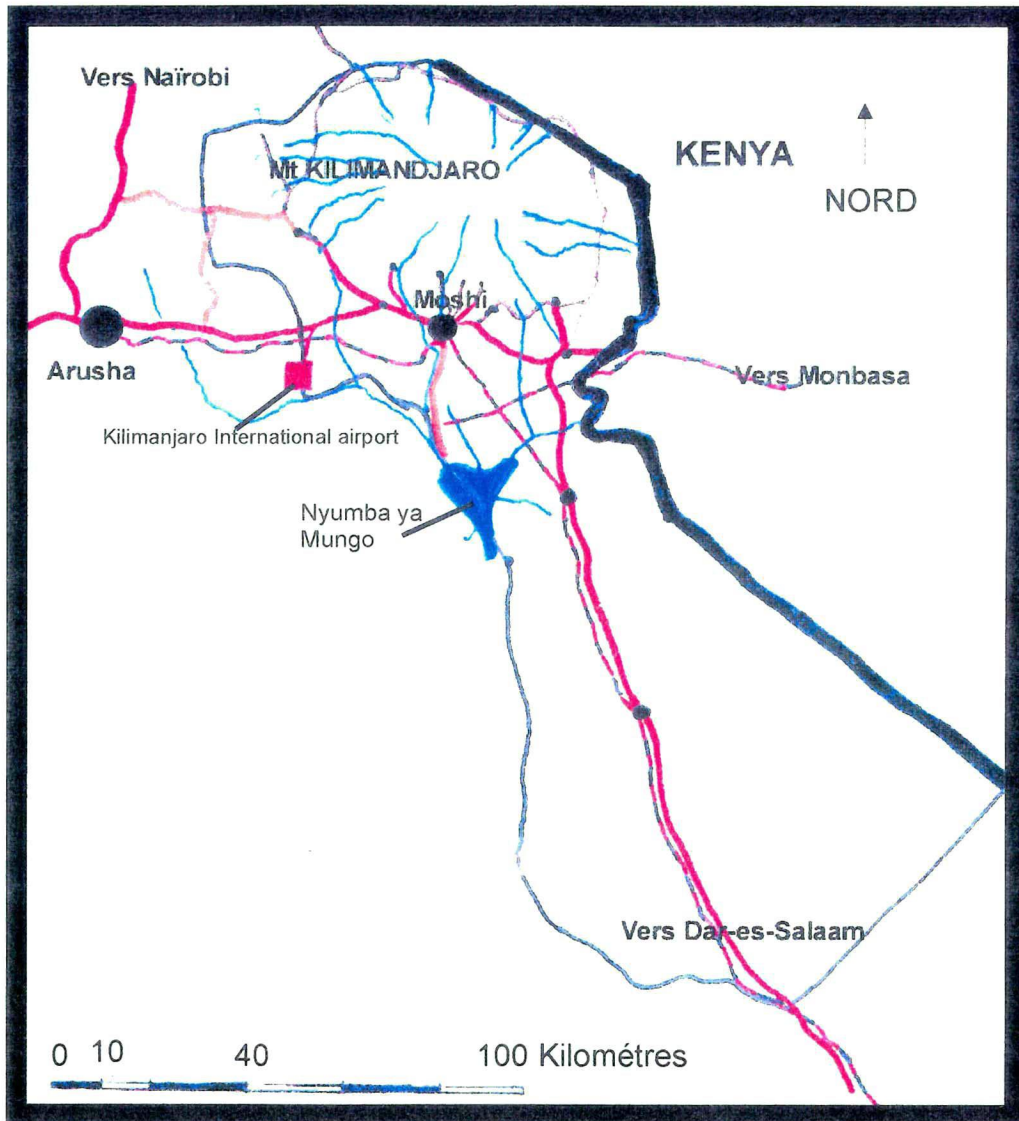 Vers Naïrobi
KENYA
NORD
Mt KILIMANDJARO
Moshi
Arusha
Vers Monbasa
Kilimanjaro International airport
Nyumba ya
Mungo
Vers Dar-es-Salaam
0 10 40 100 Kilométres